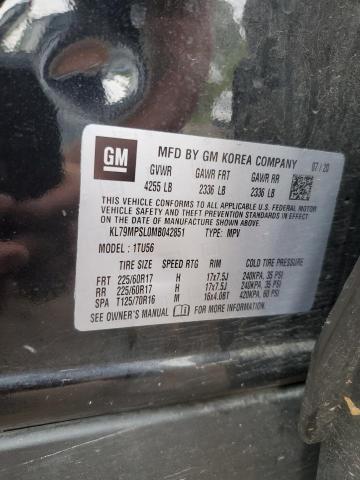 GM
MFD BY GM KOREA COMPANY 07/20
GVWR GAWR FRT GAWR RR
4255 LB 2336 LB 2336 LB
THIS VEHICLE CONFORMS TO ALL APPLICABLE U.S. FEDERAL
MOTOR VEHICLE SAFETY, BUMPER, AND THEFT PREVENTION
STANDARDS IN EFFECT ON THE DATE OF MANUFACTURE SHOWN ABOVE.
KL79MPSL0MB042851 TYPE: MPV
MODEL: 1TU56
TIRE SIZE SPEED RTG RIM COLD TIRE PRESSURE
FRT 225/60R17 H 17x7.5J 240KPA, 35 PSI
RR 225/60R17 H 17x7.5J 240KPA, 35 PSI
SPA T125/70R16 M 16x4.0BT 420KPA, 60 PSI
SEE OWNER'S MANUAL FOR MORE INFORMATION.